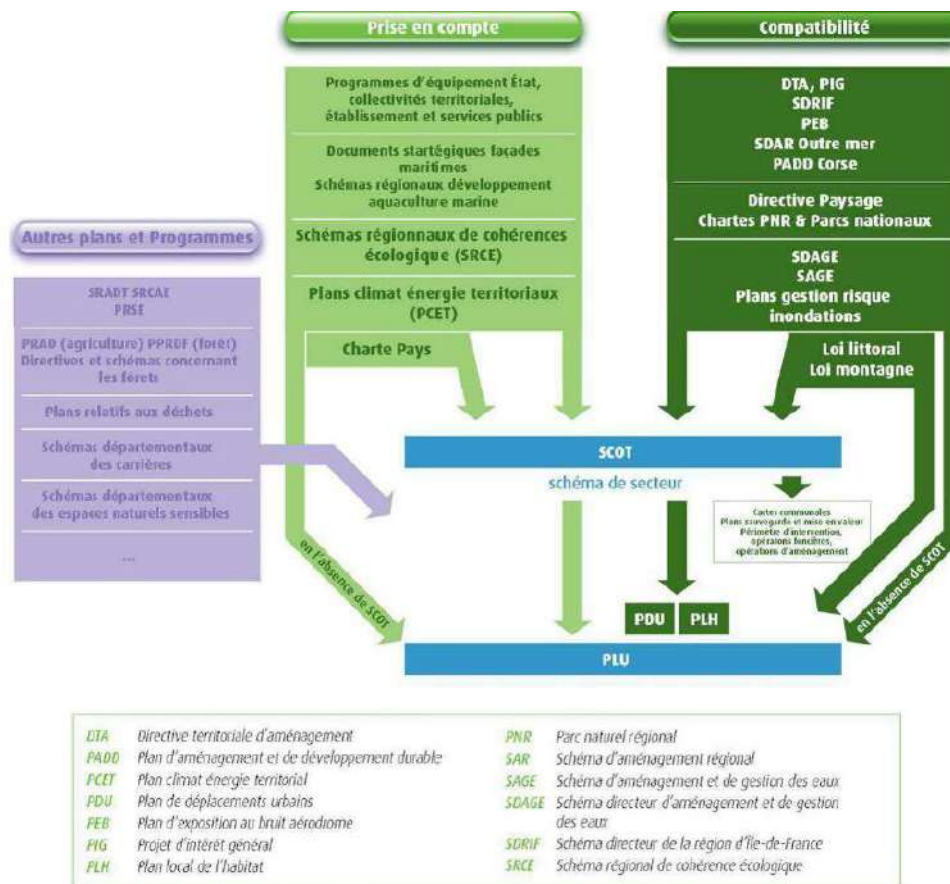 Prise en compte
Programmes d'équipement État,
collectivités territoriales,
établissement et services publics
Documents startégiques façades
maritimes
Schémas régionaux développement
aquaculture marine
Schémas régionnaux de cohérences
écologique (SRCE)
Plans climat énergie territoriaux
(PCET)
Charte Pays
Compatibilité
DTA, PIG
SDRIF
PEB
SDAR Outre mer
PADD Corse
Directive Paysage
Chartes PNR & Parcs nationaux
SDAGE
SAGE
Plans gestion risque
inondations
Loi littoral
Loi montagne
Autres plans et Programmes
SRADT SRCAE
PRSE
PRAD (agriculture) PPRDF (forêt)
Directives et schémas concernant
les forêts
Plans relatifs aux déchets
Schémas départementaux
des carrières
Schémas départementaux
des espaces naturels sensibles
...
SCOT
schéma de secteur
Cartes communales
Plans sauvegarde et mise en valeur
Périmètre d'intervention,
opéraions foncières,
opérations d'aménagement
en l'absence de SCOT
en l'absence de SCOT
PDU
PLH
PLU
DTA Directive territoriale d'aménagement
PADD Plan d'aménagement et de développement durable
PCET Plan climat énergie territorial
PDU Plan de déplacements urbains
PEB Plan d'exposition au bruit aérodrome
PIG Projet d'intérêt général
PLH Plan local de l'habitat
PNR Parc naturel régional
SAR Schéma d'aménagement régional
SAGE Schéma d'aménagement et de gestion des eaux
SDAGE Schéma directeur d'aménagement et de gestion
des eaux
SDRIF Schéma directeur de la région d'Île-de-France
SRCE Schéma régional de cohérence écologique